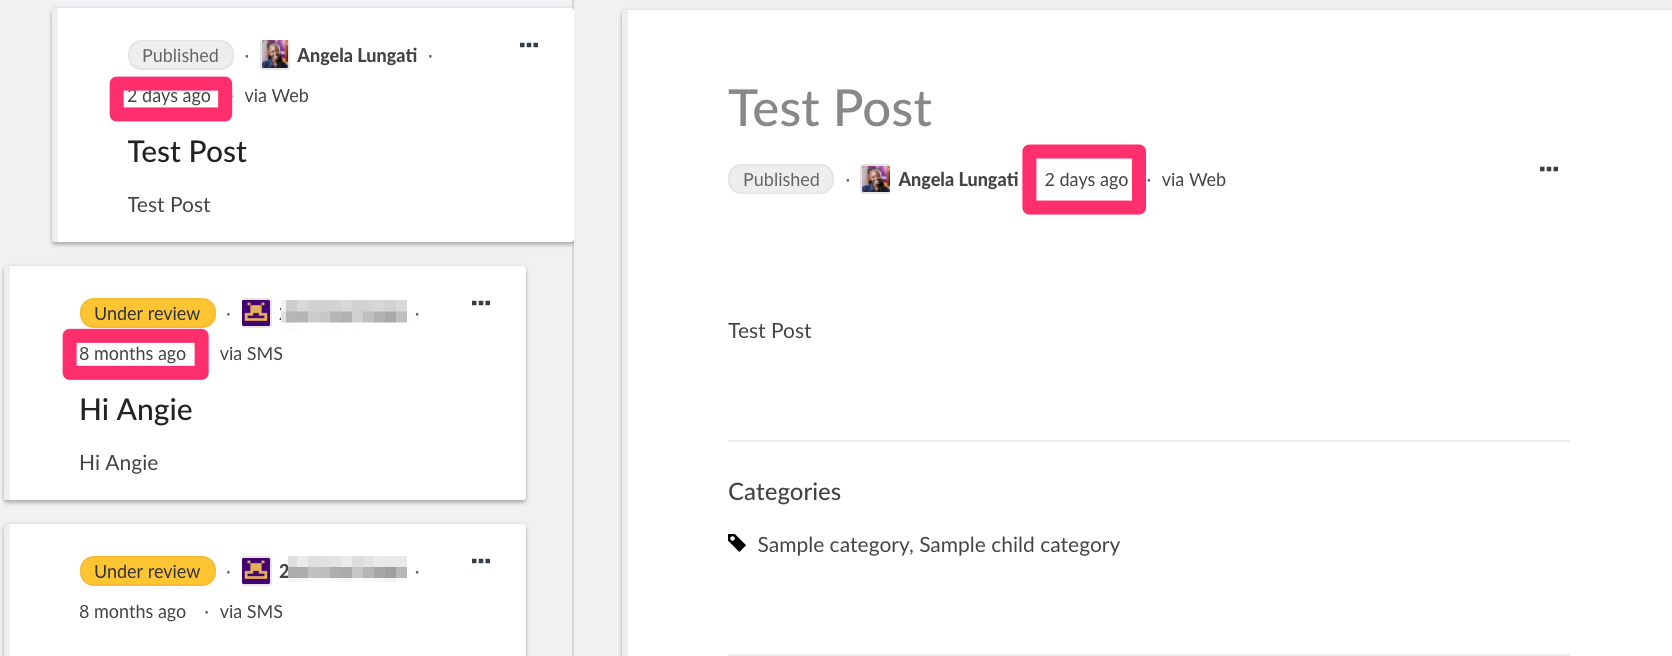 Published · Angela Lungati ·
2 days ago via Web
Test Post
Test Post
Under review ·  ·
8 months ago via SMS
Hi Angie
Hi Angie
Under review · 2 ·
8 months ago · via SMS
Test Post
Published · Angela Lungati 2 days ago · via Web
Test Post
Categories
Sample category, Sample child category